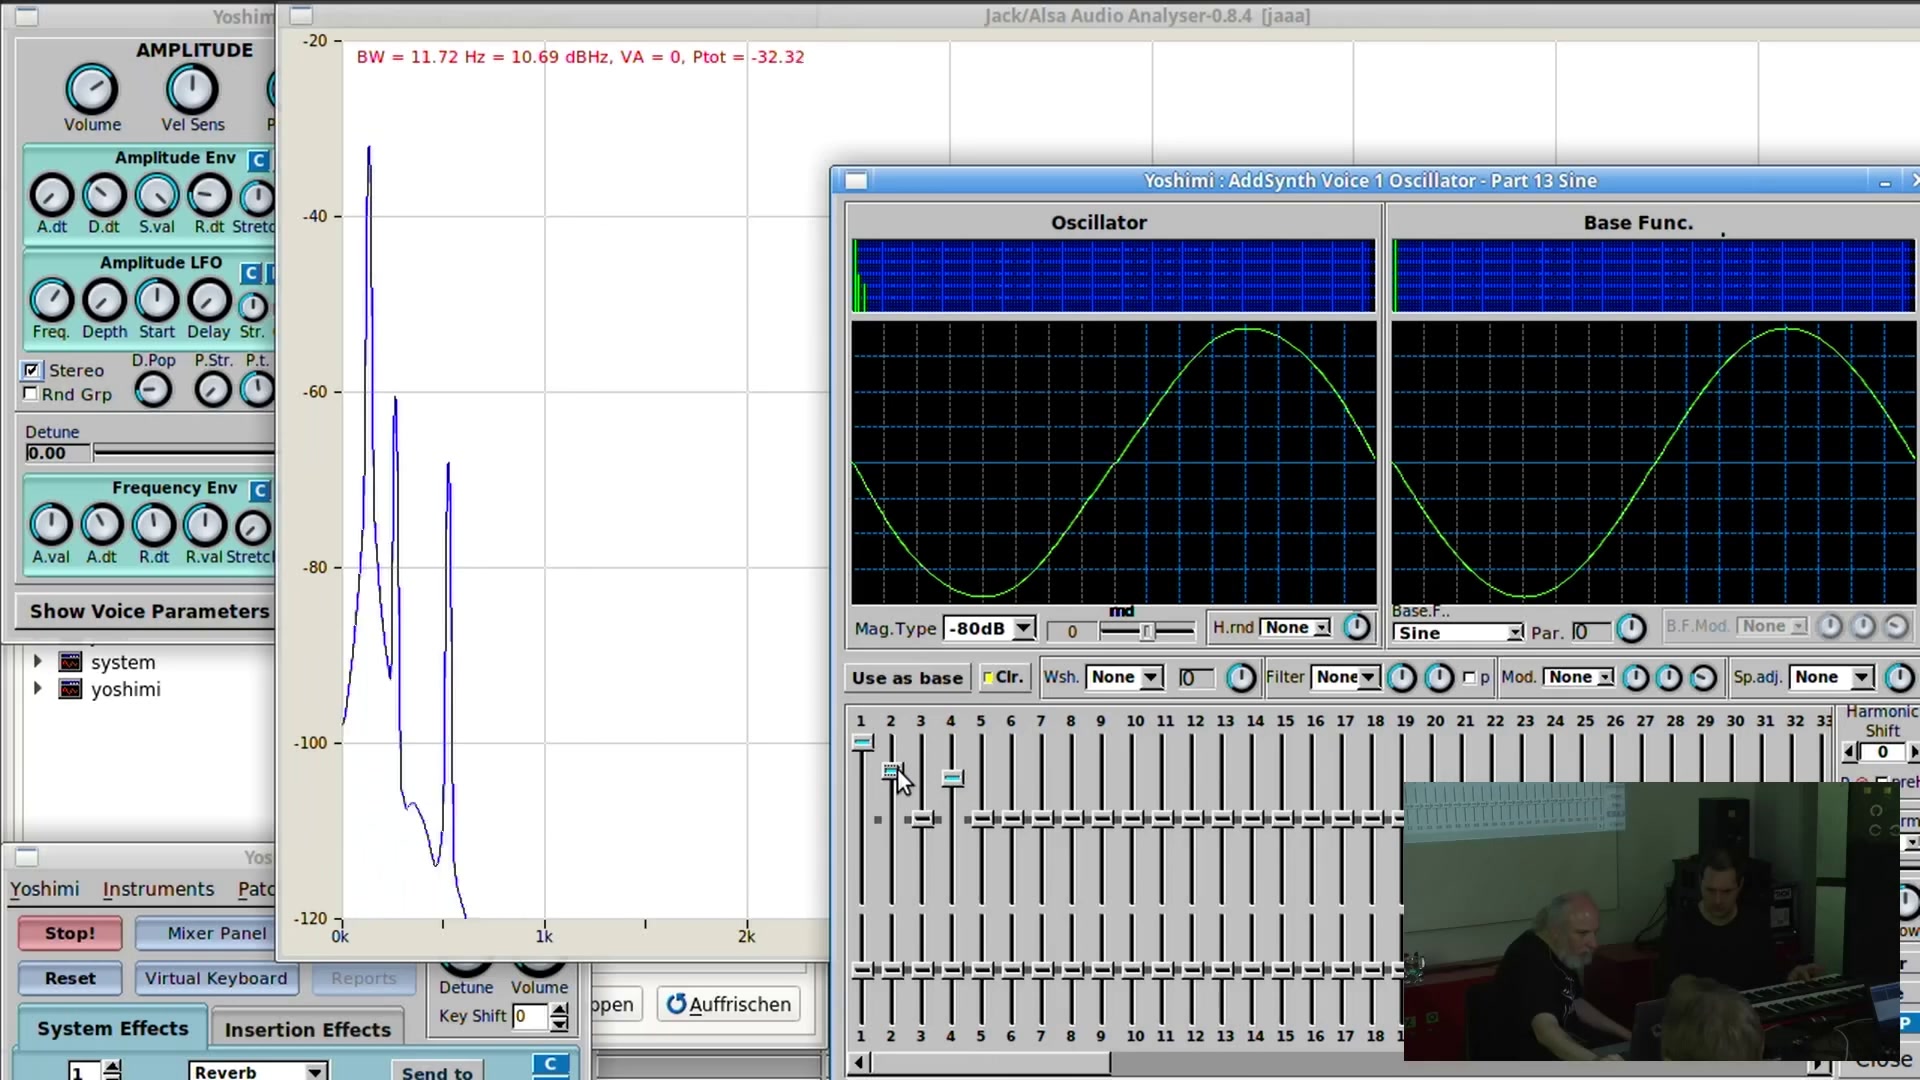 Yoshim
AMPLITUDE
Volume
Vel Sens
Amplitude Env
C
A.dt
D.dt
S.val
R.dt
Stretc
Amplitude LFO
C
Freq.
Depth
Start
Delay
Str.
D.Pop
P.Str.
P.t.
Stereo
Rnd Grp
Detune
0.00
Frequency Env
C
A.val
A.dt
R.dt
R.val
Stretcl
Show Voice Parameters
system
yoshimi
Yos
Yoshimi
Instruments
Patc
Stop!
Mixer Panel
Reset
Virtual Keyboard
Reports
System Effects
Insertion Effects
1
Reverb
Send to
C
Detune
Volume
Key Shift
0
ppen
Auffrischen
Jack/Alsa Audio Analyser-0.8.4 [jaaa]
BW = 11.72 Hz = 10.69 dBHz, VA = 0, Ptot = -32.32
-20
-40
-60
-80
-100
-120
0k
1k
2k
Yoshimi : AddSynth Voice 1 Oscillator - Part 13 Sine
Oscillator
Base Func.
Mag.Type
-80dB
0
rnd
H.rnd
None
Base.F..
Sine
Par.
0
B.F.Mod.
None
Use as base
Clr.
Wsh.
None
0
Filter
None
p
Mod.
None
Sp.adj.
None
1 2 3 4 5 6 7 8 9 10 11 12 13 14 15 16 17 18 19 20 21 22 23 24 25 26 27 28 29 30 31 32 33
Harmonic
Shift
0
1 2 3 4 5 6 7 8 9 10 11 12 13 14 15 16 17 18
Close